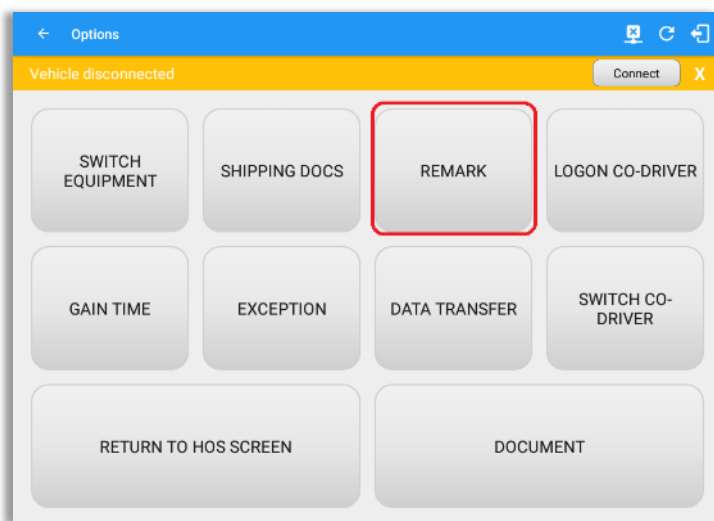 Options
Vehicle disconnected
Connect
X
SWITCH
EQUIPMENT
SHIPPING DOCS
REMARK
LOGON CO-DRIVER
GAIN TIME
EXCEPTION
DATA TRANSFER
SWITCH CO-
DRIVER
RETURN TO HOS SCREEN
DOCUMENT